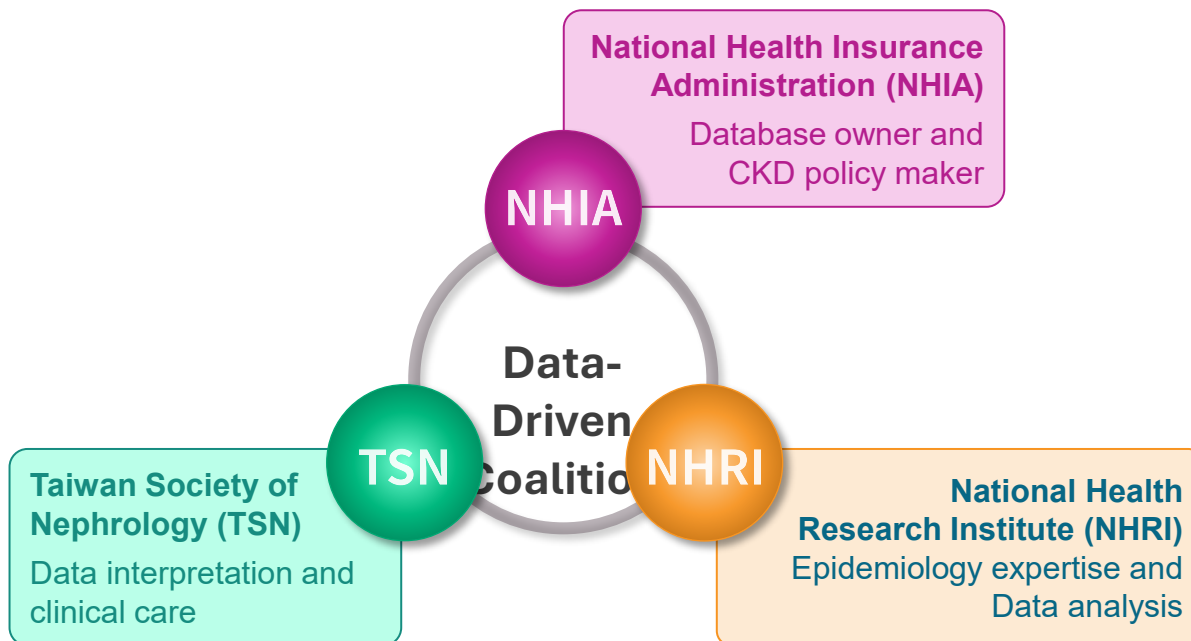 National Health Insurance
Administration (NHIA)
Database owner and
CKD policy maker
NHIA
Data-
Driven
Coalitio
TSN
NHRI
Taiwan Society of
Nephrology (TSN)
Data interpretation and
clinical care
National Health
Research Institute (NHRI)
Epidemiology expertise and
Data analysis